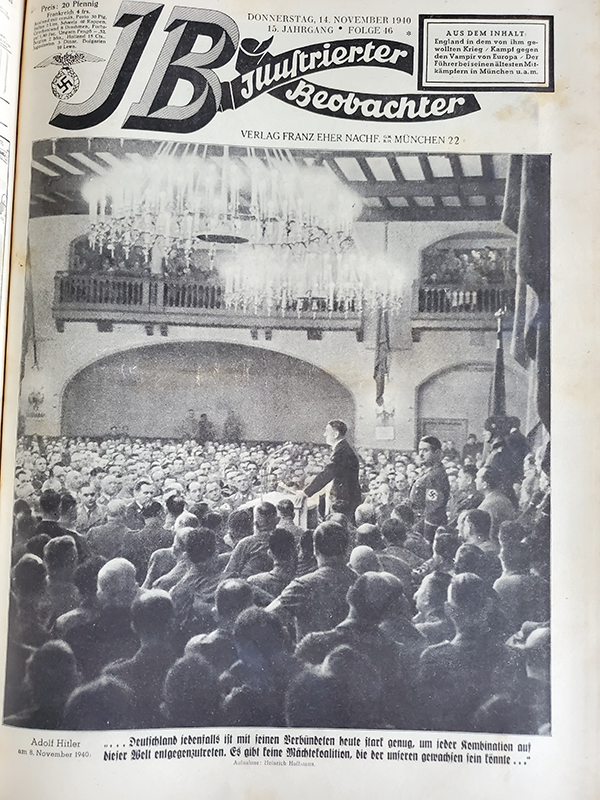 Preis: 20 Pfennig
DONNERSTAG, 14. NOVEMBER 1940
15. JAHRGANG • FOLGE 46
JB
Illustrierter
Beobachter
AUS DEM INHALT:
England in dem von ihm ge-
wollten Krieg / Kampf gegen
den Vampir von Europa / Der
Führer bei seinen ältesten Mit-
kämpfern in München u. a. m.
VERLAG FRANZ EHER NACHF. MÜNCHEN 22
Adolf Hitler
am 8. November 1940:
"... Deutschland jedenfalls ist mit seinen Verbündeten heute stark genug, um jeder Kombination auf
dieser Welt entgegenzutreten. Es gibt keine Mächtekoalition, die der unseren gewachsen sein könnte ..."
Aufnahme: Heinrich Hoffmann.